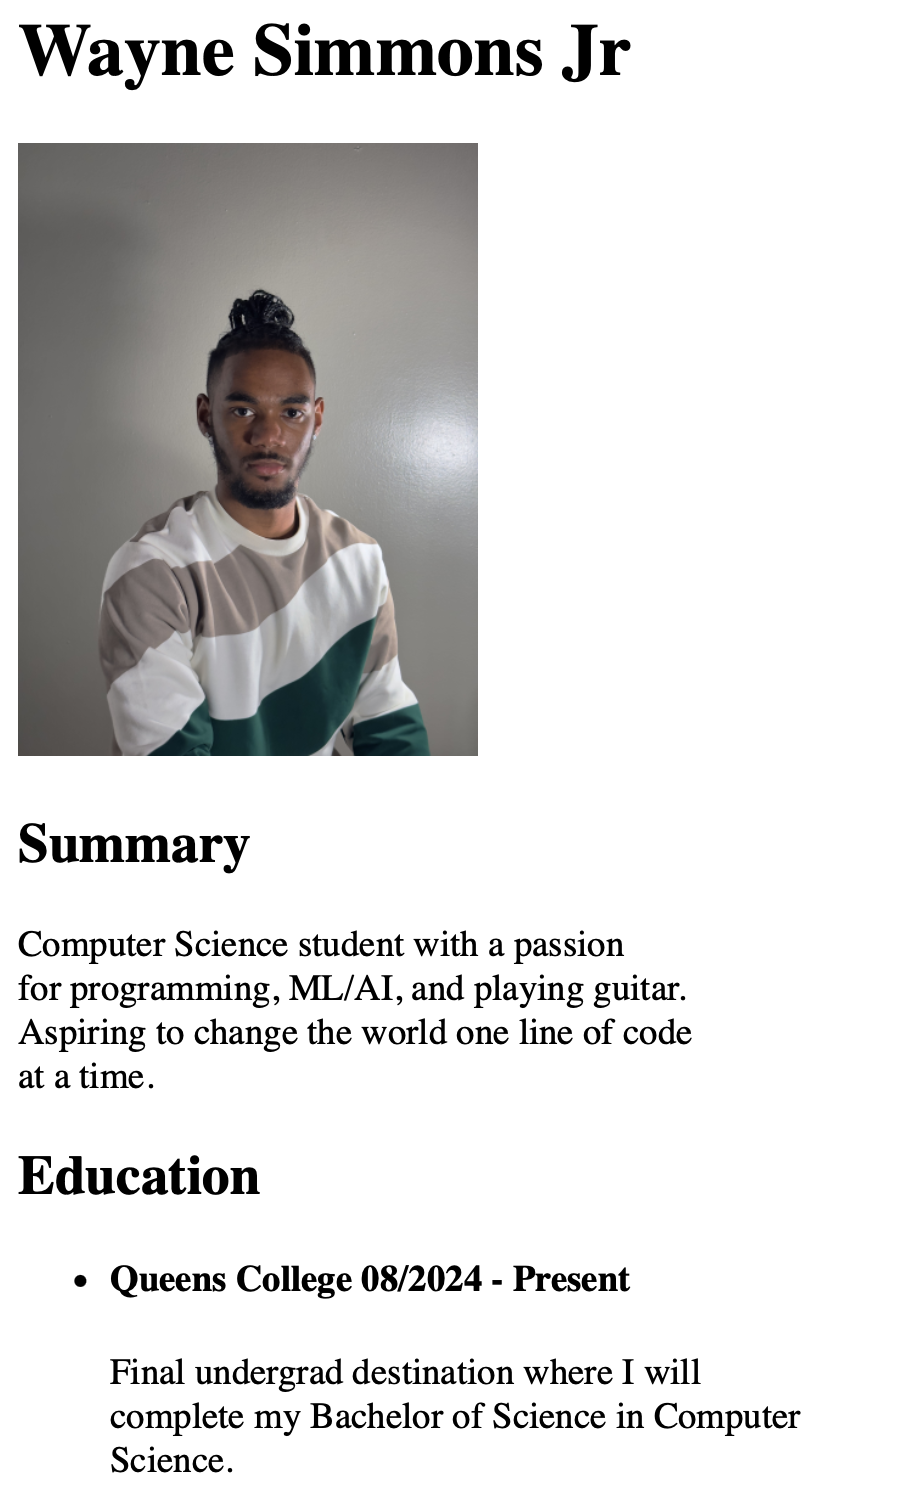 Wayne Simmons Jr
Summary
Computer Science student with a passion
for programming, ML/AI, and playing guitar.
Aspiring to change the world one line of code
at a time.
Education
• Queens College 08/2024 - Present
Final undergrad destination where I will
complete my Bachelor of Science in Computer
Science.